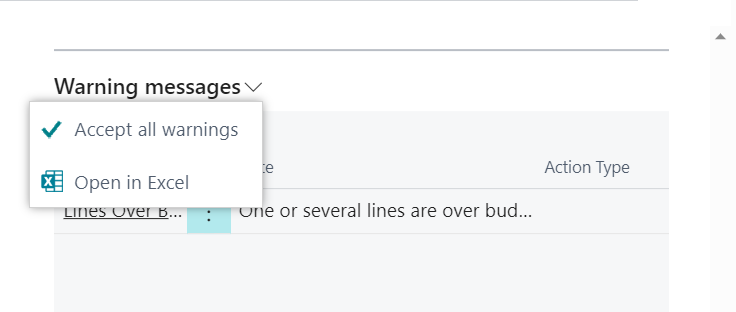 Warning messages
Accept all warnings
Open in Excel
Action Type
Lines Over B... One or several lines are over bud...